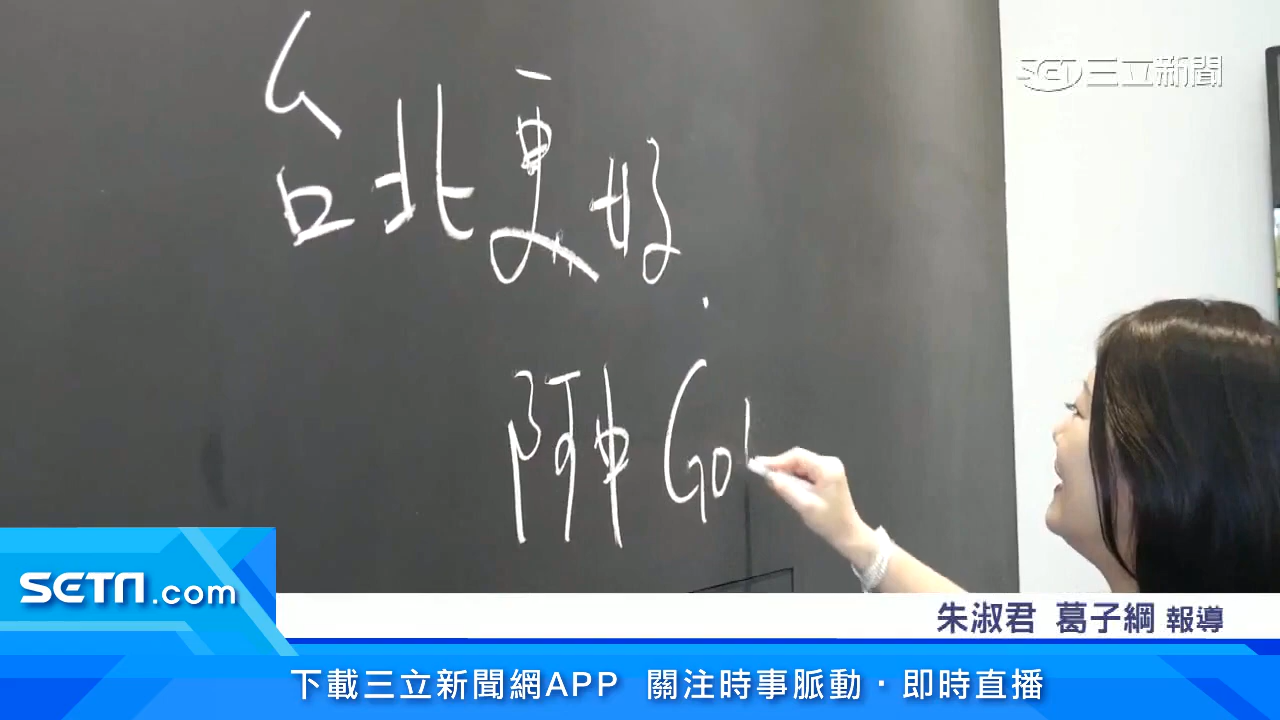 台北更好.
阿中 Go!
SET三立新聞
SETN.com
朱淑君 葛子綱 報導
下載三立新聞網APP 關注時事脈動・即時直播